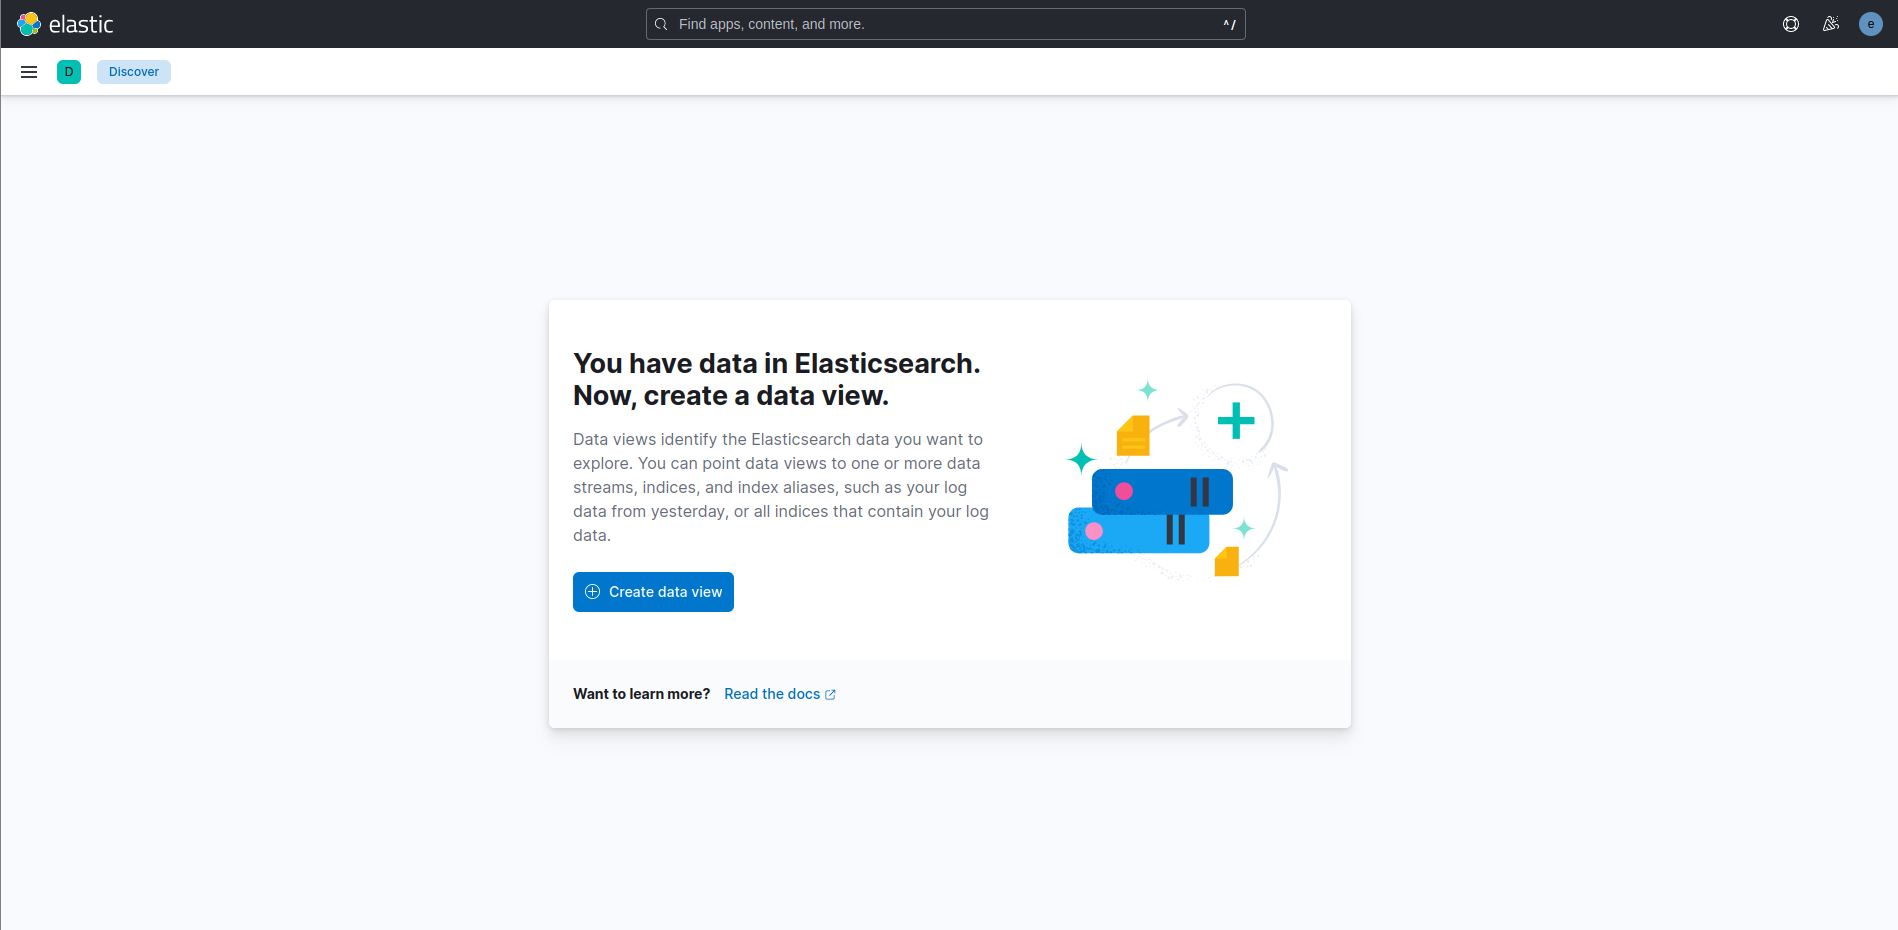 elastic
Find apps, content, and more.
^/
e
D
Discover
You have data in Elasticsearch.
Now, create a data view.
Data views identify the Elasticsearch data you want to
explore. You can point data views to one or more data
streams, indices, and index aliases, such as your log
data from yesterday, or all indices that contain your log
data.
Create data view
Want to learn more? Read the docs